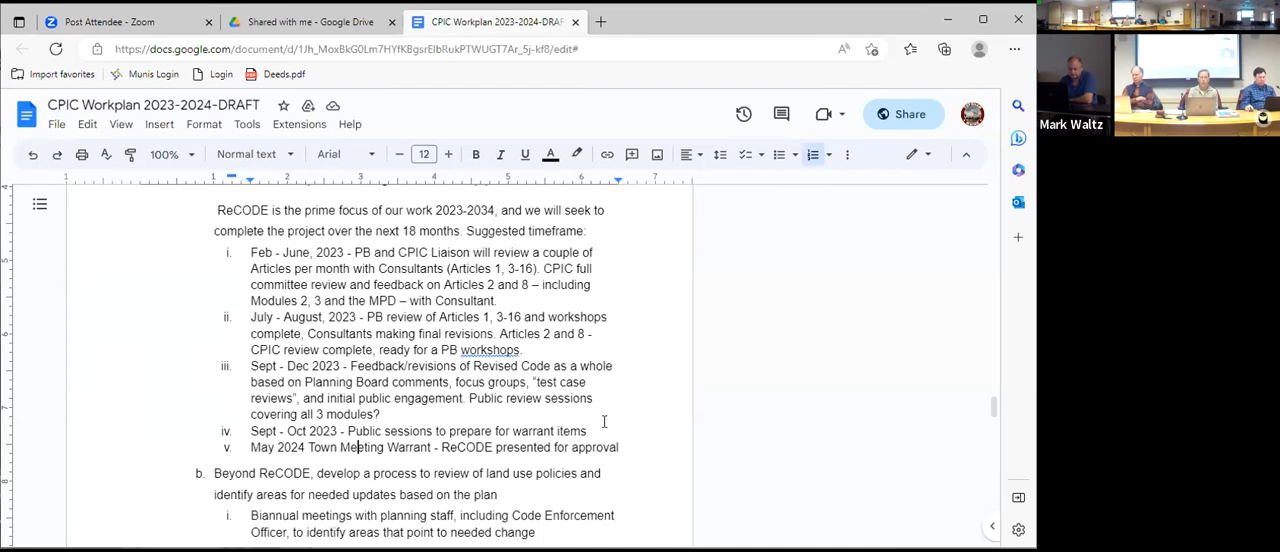 Post Attendee - Zoom
Shared with me - Google Drive
CPIC Workplan 2023-2024-DRAF
https://docs.google.com/document/d/1Jh_MoxBkG0Lm7HYfKBgsrElbRukPTWUGT7Ar_5j-kf8/edit#
Import favorites
Munis Login
Login
Deeds.pdf
CPIC Workplan 2023-2024-DRAFT
File Edit View Insert Format Tools Extensions Help
Share
100% Normal text Arial 12
1 1 2 3 4 5 6 7
ReCODE is the prime focus of our work 2023-2034, and we will seek to
complete the project over the next 18 months. Suggested timeframe:
i. Feb - June, 2023 - PB and CPIC Liaison will review a couple of
Articles per month with Consultants (Articles 1, 3-16). CPIC full
committee review and feedback on Articles 2 and 8 – including
Modules 2, 3 and the MPD – with Consultant.
ii. July - August, 2023 - PB review of Articles 1, 3-16 and workshops
complete, Consultants making final revisions. Articles 2 and 8 -
CPIC review complete, ready for a PB workshops.
iii. Sept - Dec 2023 - Feedback/revisions of Revised Code as a whole
based on Planning Board comments, focus groups, “test case
reviews”, and initial public engagement. Public review sessions
covering all 3 modules?
iv. Sept - Oct 2023 - Public sessions to prepare for warrant items
v. May 2024 Town Meeting Warrant - ReCODE presented for approval
b. Beyond ReCODE, develop a process to review of land use policies and
identify areas for needed updates based on the plan
i. Biannual meetings with planning staff, including Code Enforcement
Officer, to identify areas that point to needed change
Mark Waltz